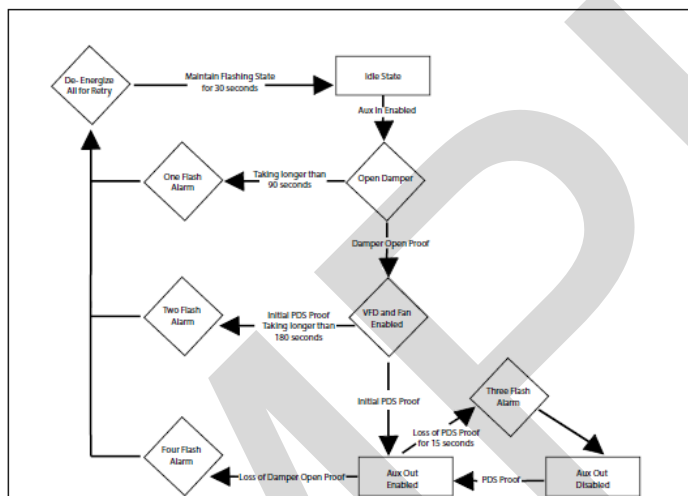 De- Energize
All for Retry
Maintain Flashing State
for 30 seconds
Idle State
Aux In Enabled
One Flash
Alarm
Taking longer than
90 seconds
Open Damper
Damper Open Proof
Two Flash
Alarm
Initial PDS Proof
Taking longer than
180 seconds
VFD and Fan
Enabled
Initial PDS Proof
Three Flash
Alarm
Loss of PDS Proof
for 15 seconds
Four Flash
Alarm
Loss of Damper Open Proof
Aux Out
Enabled
PDS Proof
Aux Out
Disabled